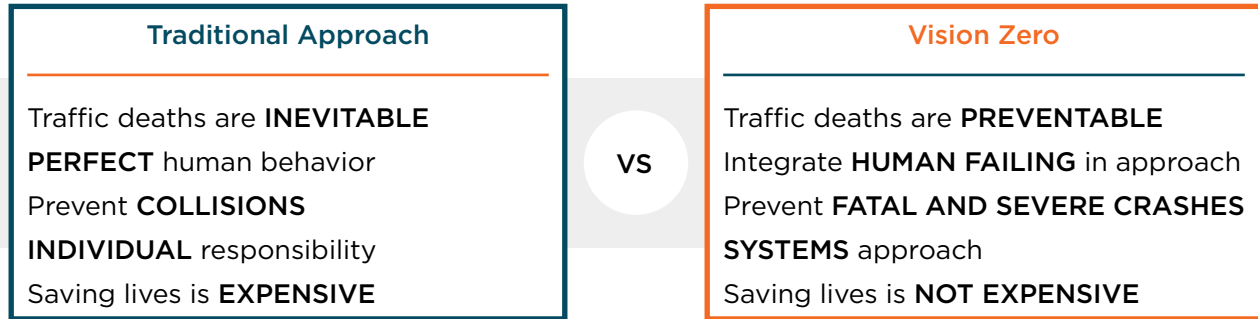 Traditional Approach
Traffic deaths are INEVITABLE
PERFECT human behavior
Prevent COLLISIONS
INDIVIDUAL responsibility
Saving lives is EXPENSIVE
VS
Vision Zero
Traffic deaths are PREVENTABLE
Integrate HUMAN FAILING in approach
Prevent FATAL AND SEVERE CRASHES
SYSTEMS approach
Saving lives is NOT EXPENSIVE